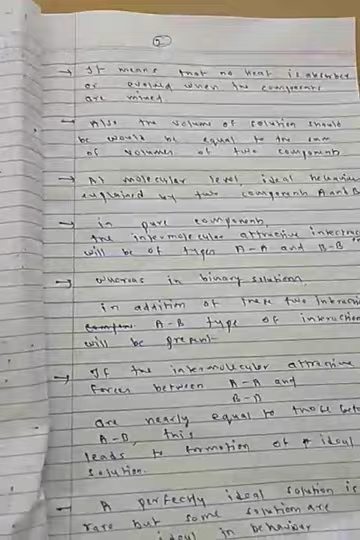 5
→ It means that no heat is absorbed
or evolved when the components
are mixed
→ Also the volume of solution should
be would be equal to the sum
of volumes of two components
→ At molecular level ideal behaviour
explained by two components A and B
→ in pure components
the intermolecular attractive
will be of types A-A and B-B
→ whereas in binary solutions,
in addition of these two
A-B type of
will be present
→ If the intermolecular attractive
forces between A-A and
B-B
are nearly equal to those
A-B, this
leads to formation of ideal
solution.
→ A perfectly ideal solution is
rare but some solution are
ideal in behaviour